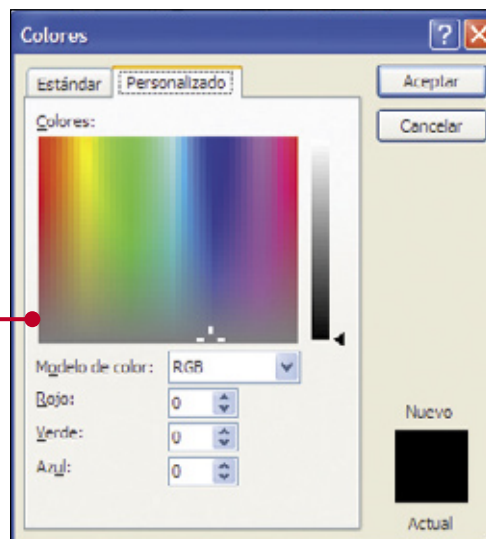 Colores
Estándar Personalizado
Aceptar
Colores:
Cancelar
Modelo de color: RGB
Rojo: 0
Verde: 0
Azul: 0
Nuevo
Actual